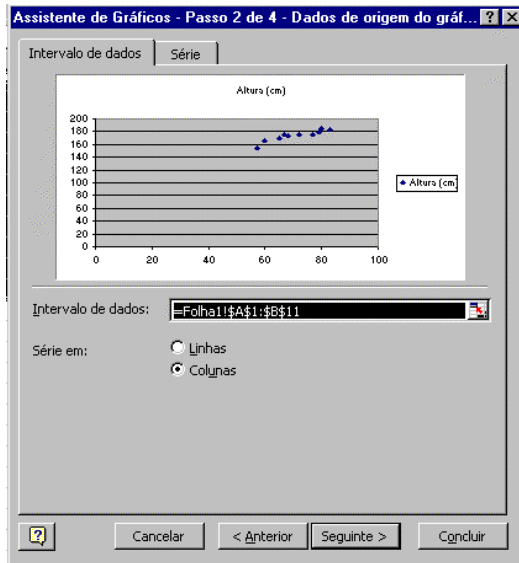 Assistente de Gráficos - Passo 2 de 4 - Dados de origem do gráf...
Intervalo de dados
Série
Altura (cm)
200
180
160
140
120
100
80
60
40
20
0
0 20 40 60 80 100
Altura (cm)
Intervalo de dados:
=Folha1!$A$1:$B$11
Série em:
Linhas
Colunas
Cancelar
< Anterior
Seguinte >
Concluir